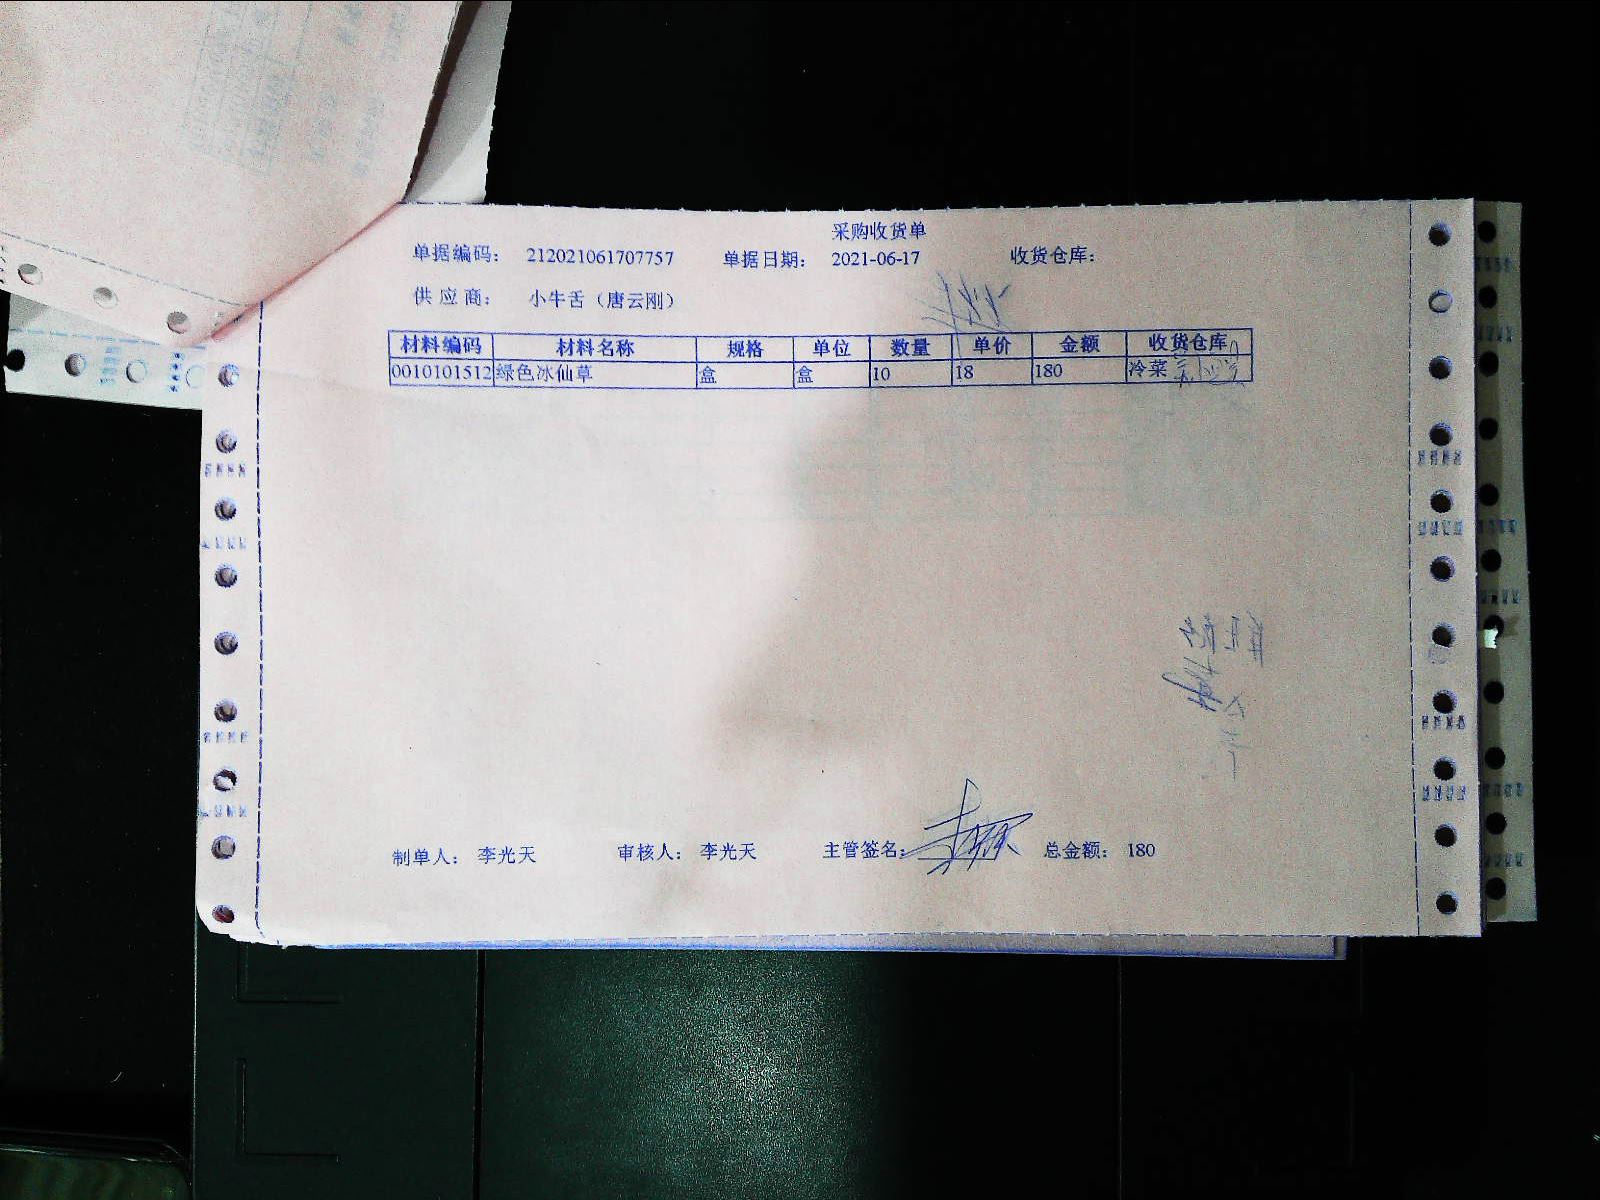 采购收货单
单据编码： 212021061707757 单据日期： 2021-06-17 收货仓库：
供应商： 小牛舌（唐云刚）
材料编码 材料名称 规格 单位 数量 单价 金额 收货仓库
0010101512 绿色冰仙草 盒 盒 10 18 180 冷菜
制单人： 李光天 审核人： 李光天 主管签名： 总金额： 180